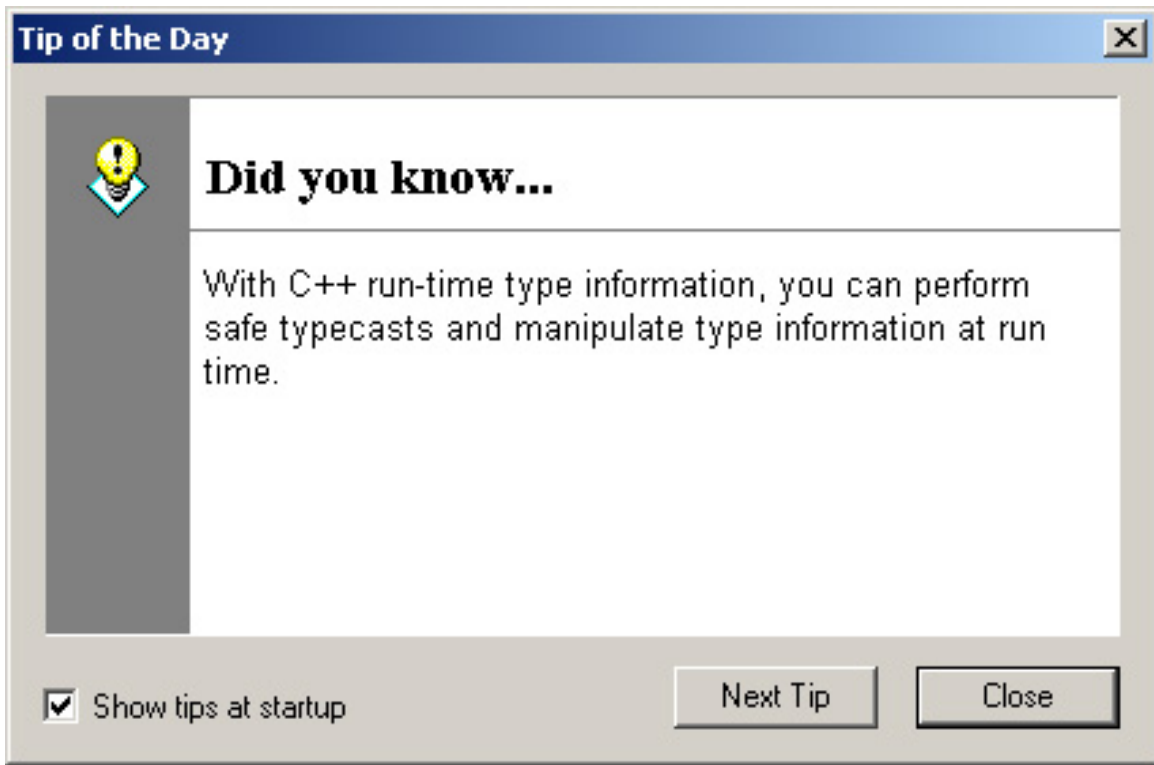 Tip of the Day
Did you know...
With C++ run-time type information, you can perform
safe typecasts and manipulate type information at run
time.
Show tips at startup
Next Tip
Close